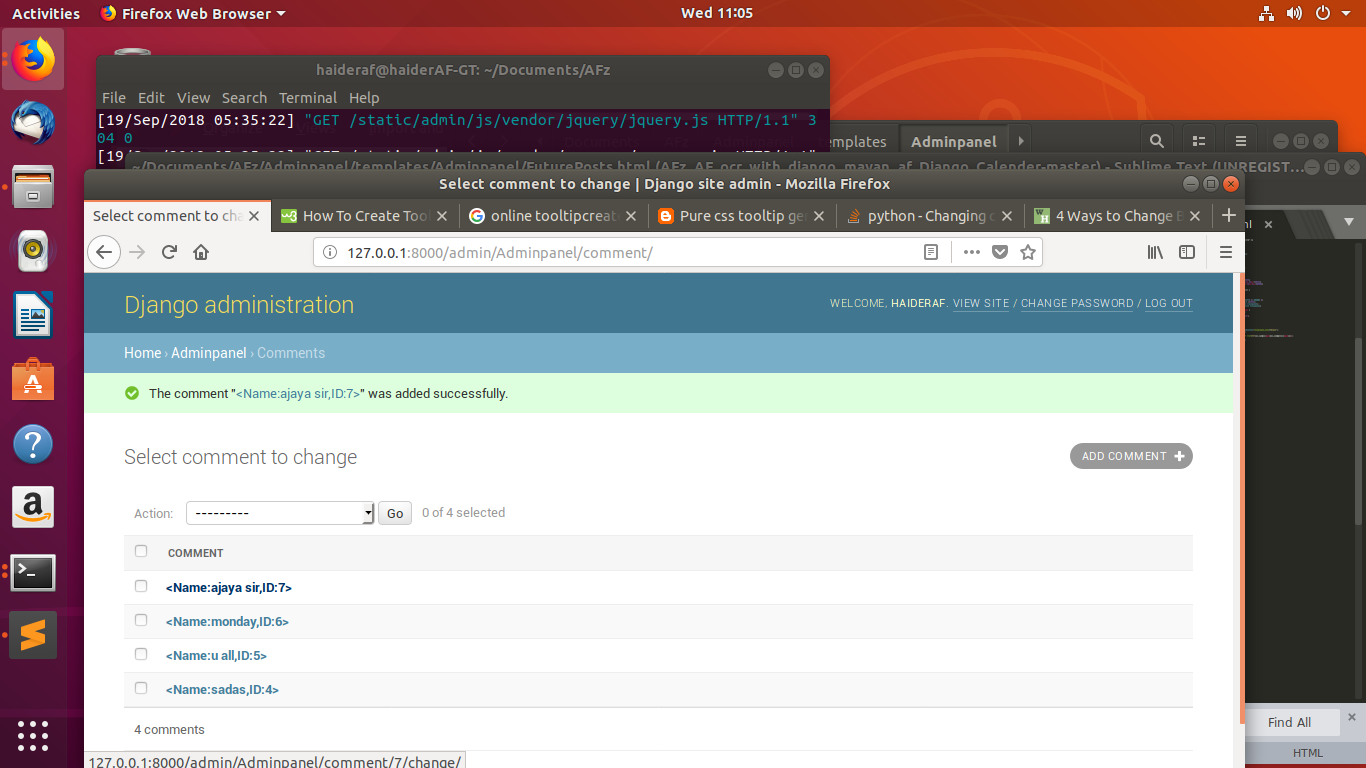 Activities
Firefox Web Browser
Wed 11:05
haideraf@haiderAF-GT: ~/Documents/AFz
File Edit View Search Terminal Help
[19/Sep/2018 05:35:22] "GET /static/admin/js/vendor/jquery/jquery.js HTTP/1.1" 3
04 0
emplates
Adminpanel
~/Documents/AFz/Adminpanel/templates/Adminpanel/FuturePosts.html (AFz, AF_ocr_with_django_mayan_af, Django_Calender-master) - Sublime Text (UNREGIST...
Select comment to change | Django site admin - Mozilla Firefox
Select comment to cha
How To Create Tool
online tooltipcreat
Pure css tooltip ge
python - Changing
4 Ways to Change
127.0.0.1:8000/admin/Adminpanel/comment/
Django administration
WELCOME, HAIDERAF. VIEW SITE / CHANGE PASSWORD / LOG OUT
Home › Adminpanel › Comments
The comment "<Name:ajaya sir,ID:7>" was added successfully.
Select comment to change
ADD COMMENT
Action:
---------
Go
0 of 4 selected
COMMENT
<Name:ajaya sir,ID:7>
<Name:monday,ID:6>
<Name:u all,ID:5>
<Name:sadas,ID:4>
4 comments
127.0.0.1:8000/admin/Adminpanel/comment/7/change/
Find All
HTML